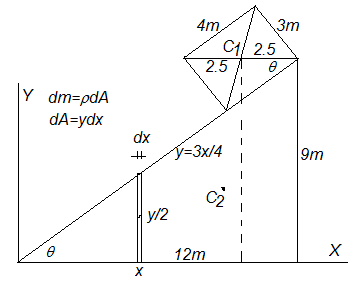 4m
3m
C1
2.5
2.5
θ
Y
dm=ρdA
dA=ydx
dx
y=3x/4
9m
C2
y/2
θ
12m
X
x